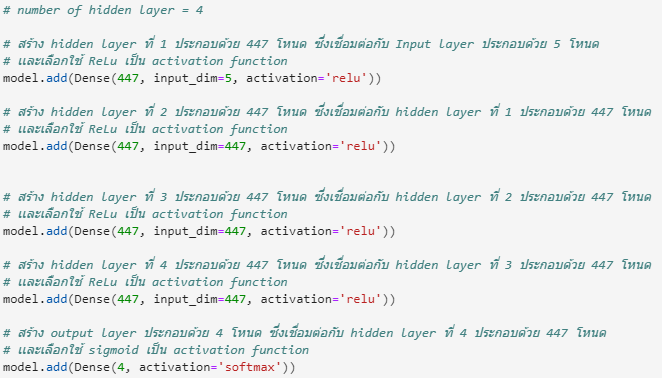 # number of hidden layer = 4
# สร้าง hidden layer ที่ 1 ประกอบด้วย 447 โหนด ซึ่งเชื่อมต่อกับ Input layer ประกอบด้วย 5 โหนด
# และเลือกใช้ ReLu เป็น activation function
model.add(Dense(447, input_dim=5, activation='relu'))
# สร้าง hidden layer ที่ 2 ประกอบด้วย 447 โหนด ซึ่งเชื่อมต่อกับ hidden layer ที่ 1 ประกอบด้วย 447 โหนด
# และเลือกใช้ ReLu เป็น activation function
model.add(Dense(447, input_dim=447, activation='relu'))
# สร้าง hidden layer ที่ 3 ประกอบด้วย 447 โหนด ซึ่งเชื่อมต่อกับ hidden layer ที่ 2 ประกอบด้วย 447 โหนด
# และเลือกใช้ ReLu เป็น activation function
model.add(Dense(447, input_dim=447, activation='relu'))
# สร้าง hidden layer ที่ 4 ประกอบด้วย 447 โหนด ซึ่งเชื่อมต่อกับ hidden layer ที่ 3 ประกอบด้วย 447 โหนด
# และเลือกใช้ ReLu เป็น activation function
model.add(Dense(447, input_dim=447, activation='relu'))
# สร้าง output layer ประกอบด้วย 4 โหนด ซึ่งเชื่อมต่อกับ hidden layer ที่ 4 ประกอบด้วย 447 โหนด
# และเลือกใช้ sigmoid เป็น activation function
model.add(Dense(4, activation='softmax'))